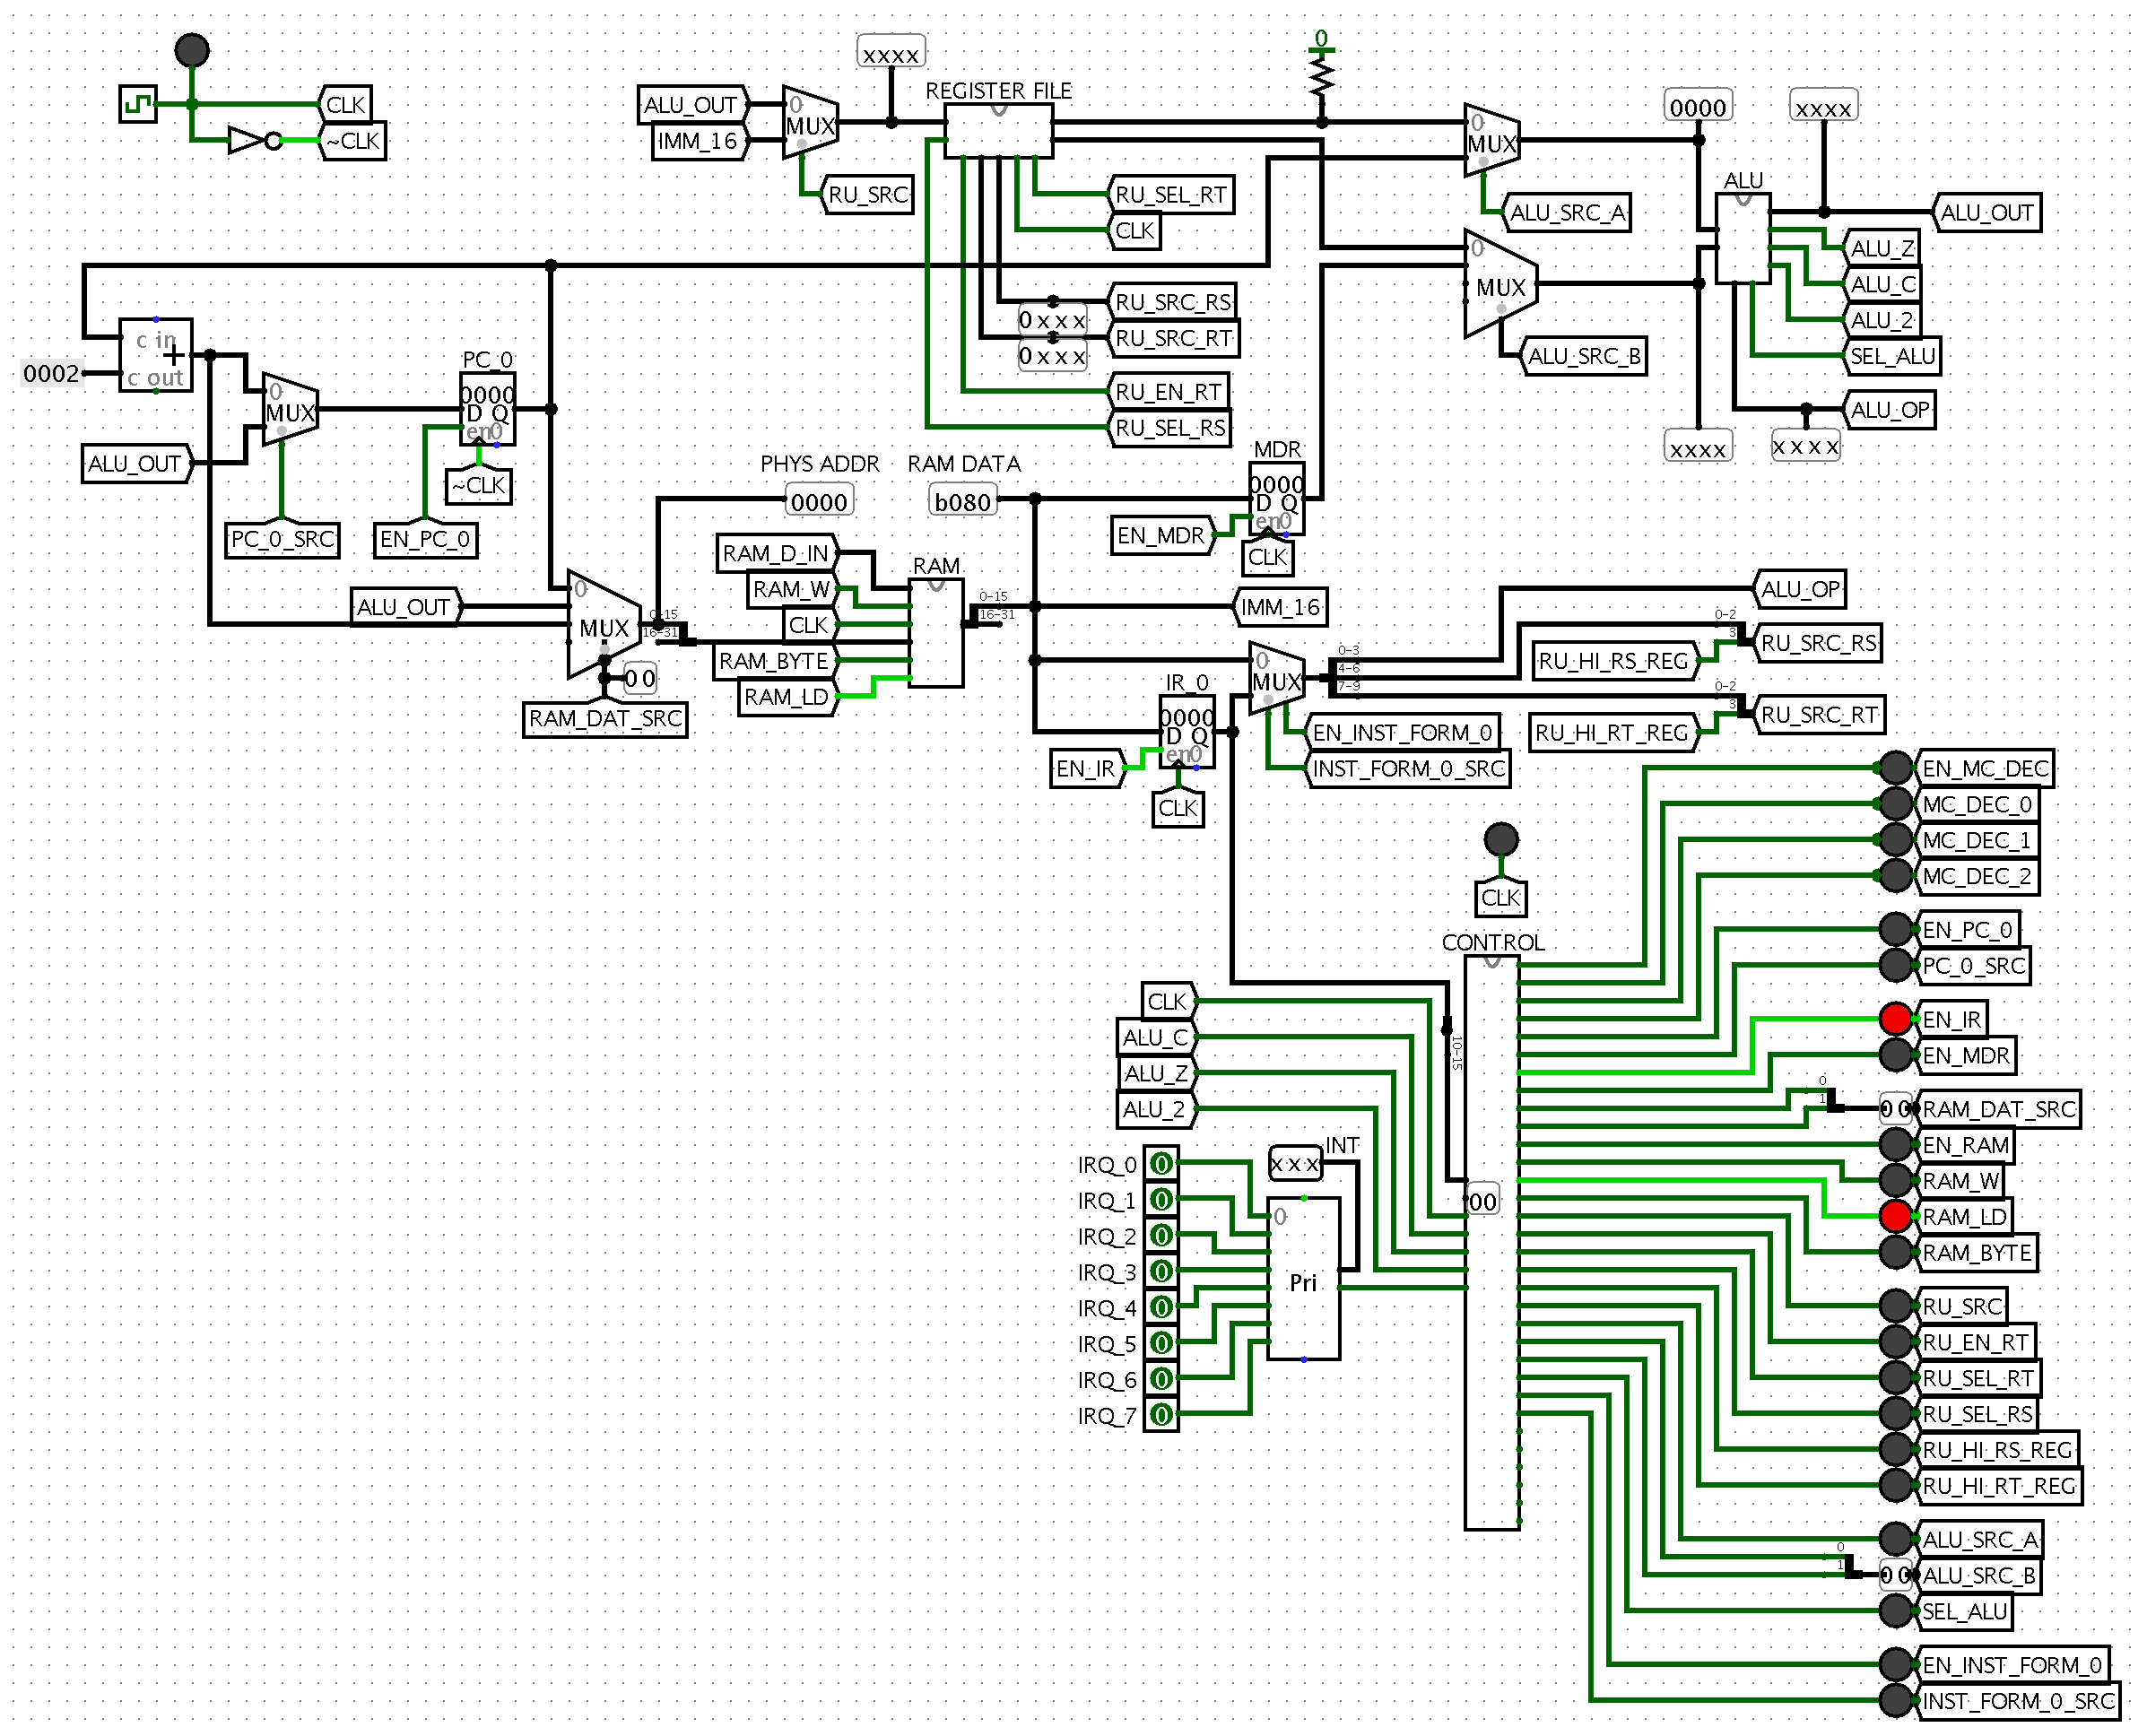 CLK
~CLK
ALU_OUT
IMM_16
0
MUX
RU_SRC
xxxx
REGISTER FILE
RU_SEL_RT
CLK
RU_SRC_RS
0xxx
RU_SRC_RT
0xxx
RU_EN_RT
RU_SEL_RS
0
0
MUX
ALU_SRC_A
0
MUX
ALU_SRC_B
0000
xxxx
ALU
ALU_OUT
ALU_Z
ALU_C
ALU_2
SEL_ALU
ALU_OP
xxxx
xxxx
c in
+
c out
0002
0
MUX
ALU_OUT
PC_0_SRC
PC_0
0000
D Q
en0
~CLK
EN_PC_0
PHYS ADDR
0000
RAM DATA
b080
MDR
0000
D Q
en0
EN_MDR
CLK
ALU_OUT
0
MUX
0-15
16-31
00
RAM_DAT_SRC
RAM_D_IN
RAM_W
CLK
RAM_BYTE
RAM_LD
RAM
0-15
16-31
IMM_16
0
MUX
0-3
4-6
7-9
IR_0
0000
D Q
en0
EN_IR
CLK
EN_INST_FORM_0
INST_FORM_0_SRC
ALU_OP
0-2
3
RU_SRC_RS
RU_HI_RS_REG
0-2
3
RU_SRC_RT
RU_HI_RT_REG
CLK
CONTROL
10-15
00
CLK
ALU_C
ALU_Z
ALU_2
INT
xxx
0
Pri
IRQ_0 0
IRQ_1 0
IRQ_2 0
IRQ_3 0
IRQ_4 0
IRQ_5 0
IRQ_6 0
IRQ_7 0
EN_MC_DEC
MC_DEC_0
MC_DEC_1
MC_DEC_2
EN_PC_0
PC_0_SRC
EN_IR
EN_MDR
0
1
00
RAM_DAT_SRC
EN_RAM
RAM_W
RAM_LD
RAM_BYTE
RU_SRC
RU_EN_RT
RU_SEL_RT
RU_SEL_RS
RU_HI_RS_REG
RU_HI_RT_REG
ALU_SRC_A
0
1
00
ALU_SRC_B
SEL_ALU
EN_INST_FORM_0
INST_FORM_0_SRC